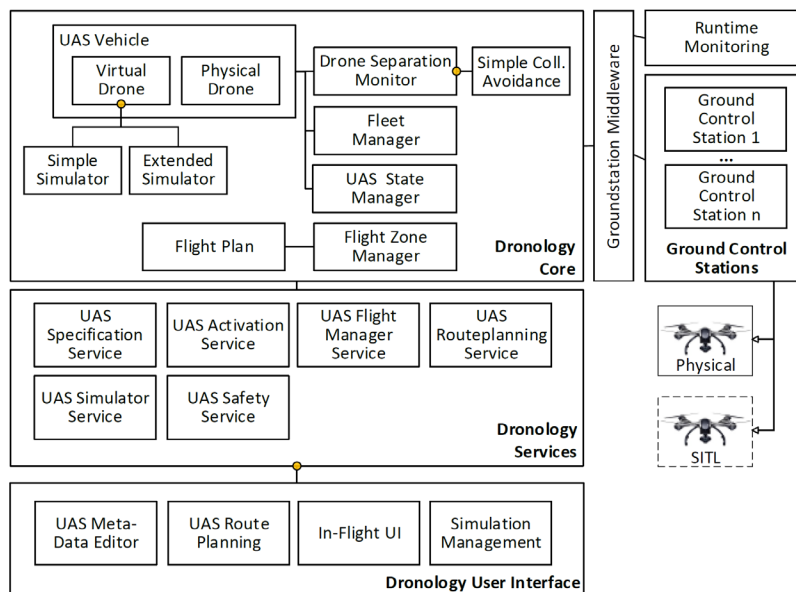 UAS Vehicle
Virtual
Drone
Physical
Drone
Simple
Simulator
Extended
Simulator
Drone Separation
Monitor
Simple Coll.
Avoidance
Fleet
Manager
UAS State
Manager
Flight Plan
Flight Zone
Manager
Dronology
Core
Groundstation Middleware
Runtime
Monitoring
Ground
Control
Station 1
...
Ground
Control
Station n
Ground Control
Stations
Physical
SITL
UAS
Specification
Service
UAS Activation
Service
UAS Flight
Manager
Service
UAS
Routeplanning
Service
UAS Simulator
Service
UAS Safety
Service
Dronology
Services
UAS Meta-
Data Editor
UAS Route
Planning
In-Flight UI
Simulation
Management
Dronology User Interface